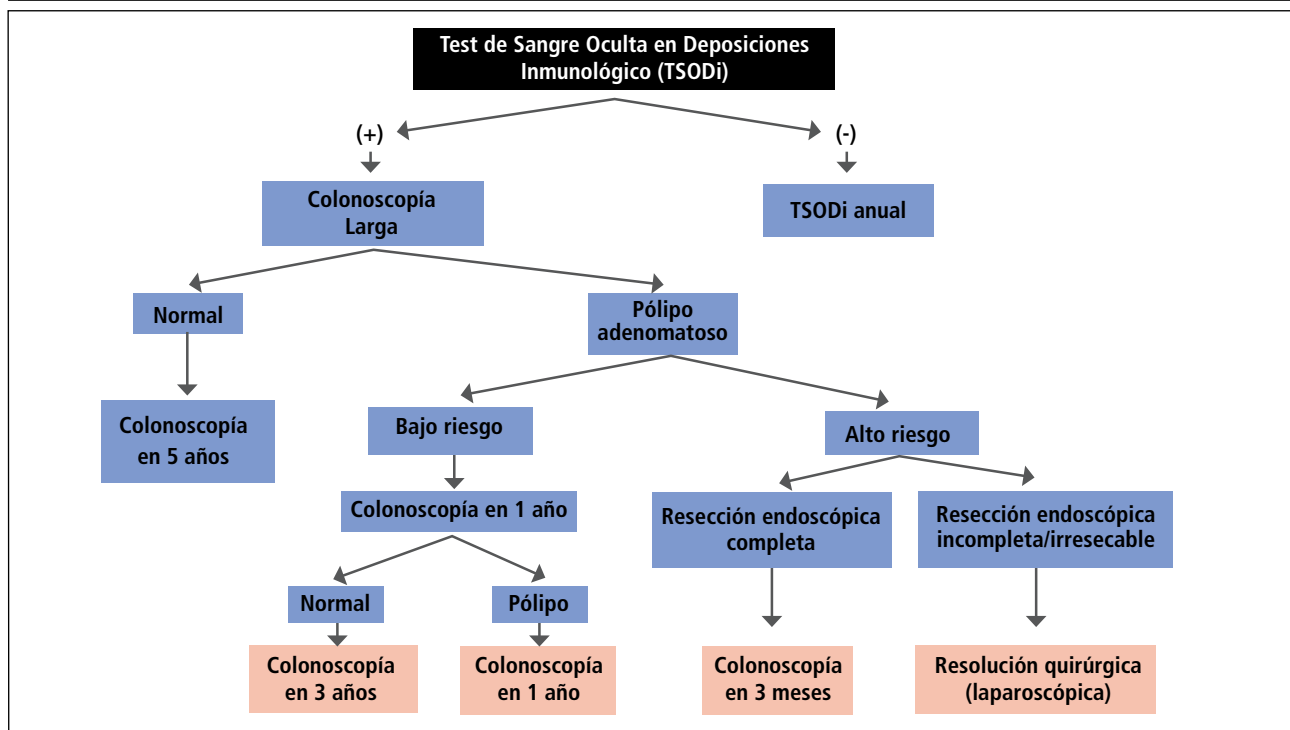 Test de Sangre Oculta en Deposiciones
Inmunológico (TSODi)
(+)
(-)
Colonoscopía
Larga
TSODi anual
Normal
Pólipo
adenomatoso
Colonoscopía
en 5 años
Bajo riesgo
Alto riesgo
Colonoscopía en 1 año
Resección endoscópica
completa
Resección endoscópica
incompleta/irresecable
Normal
Pólipo
Colonoscopía
en 3 años
Colonoscopía
en 1 año
Colonoscopía
en 3 meses
Resolución quirúrgica
(laparoscópica)